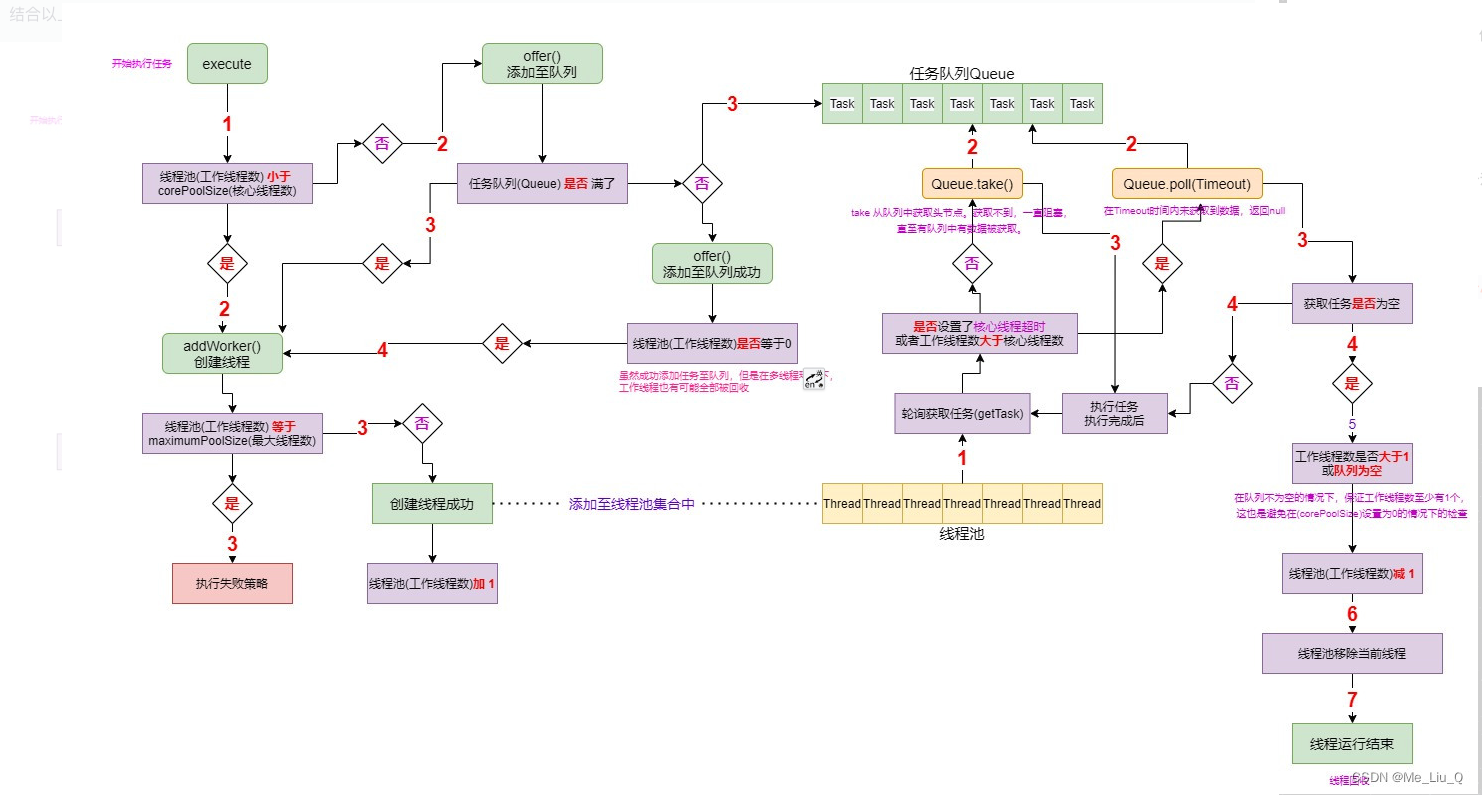 结合以
开始执行任务
execute
1
线程池(工作线程数) 小于
corePoolSize(核心线程数)
否
2
offer()
添加至队列
任务队列(Queue) 是否 满了
是
2
3
是
否
3
offer()
添加至队列成功
线程池(工作线程数)是否等于0
虽然成功添加任务至队列，但是在多线程
工作线程也有可能全部被回收
en
是
4
addWorker()
创建线程
线程池(工作线程数) 等于
maximumPoolSize(最大线程数)
3
否
是
3
执行失败策略
创建线程成功
线程池(工作线程数)加 1
添加至线程池集合中
任务队列Queue
Task Task Task Task Task Task Task
2
2
Queue.take()
take 从队列中获取头节点。获取不到，一直阻塞，
直至有队列中有数据被获取。
Queue.poll(Timeout)
在Timeout时间内未获取到数据，返回null
3
3
否
是
是否设置了核心线程超时
或者工作线程数大于核心线程数
轮询获取任务(getTask)
执行任务
执行完成后
1
Thread Thread Thread Thread Thread Thread Thread
线程池
获取任务是否为空
4
否
4
是
5
工作线程数是否大于1
或队列为空
在队列不为空的情况下，保证工作线程数至少有1个，
这也是避免在(corePoolSize)设置为0的情况下的检查
线程池(工作线程数)减 1
6
线程池移除当前线程
7
线程运行结束
线程回收
CSDN @Me_Liu_Q